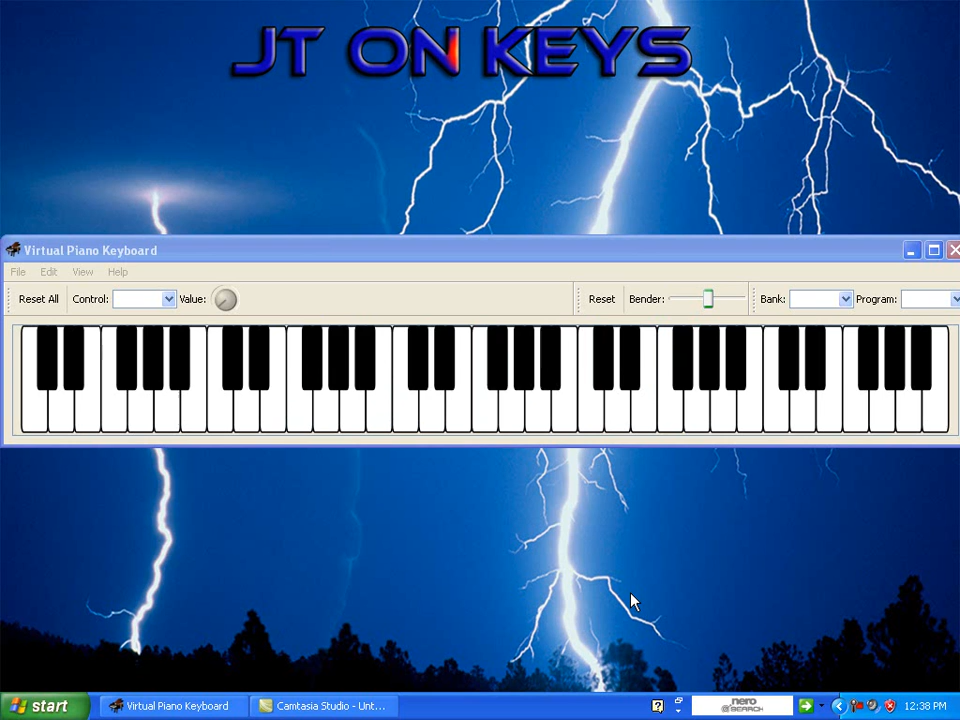 JT ON KEYS
Virtual Piano Keyboard
File Edit View Help
Reset All Control: Value: Reset Bender: Bank: Program:
start Virtual Piano Keyboard Camtasia Studio - Unt... nero 12:38 PM
SEARCH